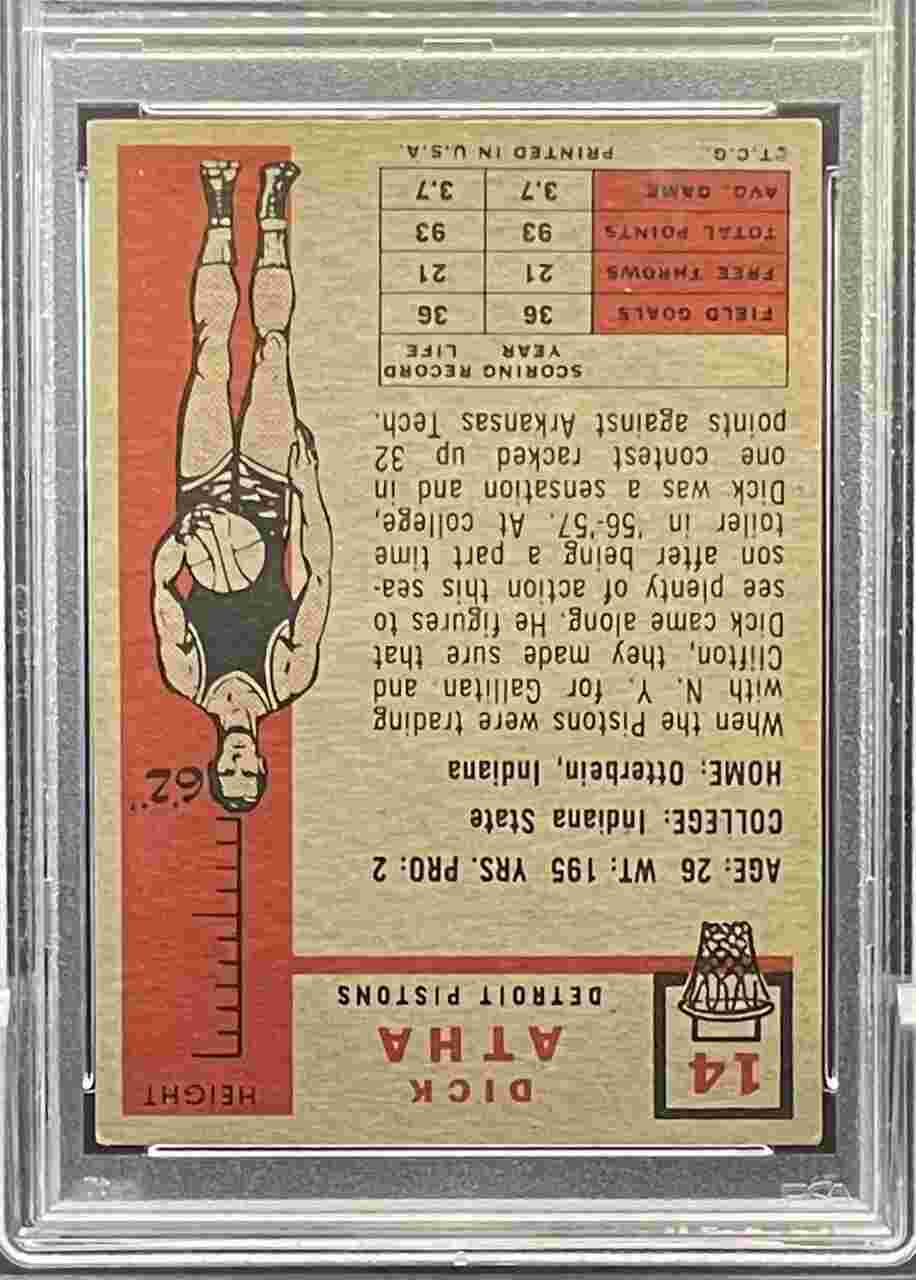 14
DICK
ATHA
DETROIT PISTONS
HEIGHT
6'2"
AGE: 26 WT: 195 YRS. PRO: 2
COLLEGE: Indiana State
HOME: Otterbein, Indiana
When the Pistons were trading
with N. Y. for Gallitan and
Clifton, they made sure that
Dick came along. He figures to
see plenty of action this sea-
son after being a part time
toiler in '56-'57. At college,
Dick was a sensation and in
one contest racked up 32
points against Arkansas Tech.
SCORING RECORD
YEAR LIFE
FIELD GOALS 36 36
FREE THROWS 21 21
TOTAL POINTS 93 93
AVG. GAME 3.7 3.7
©T.C.G. PRINTED IN U.S.A.
PSA